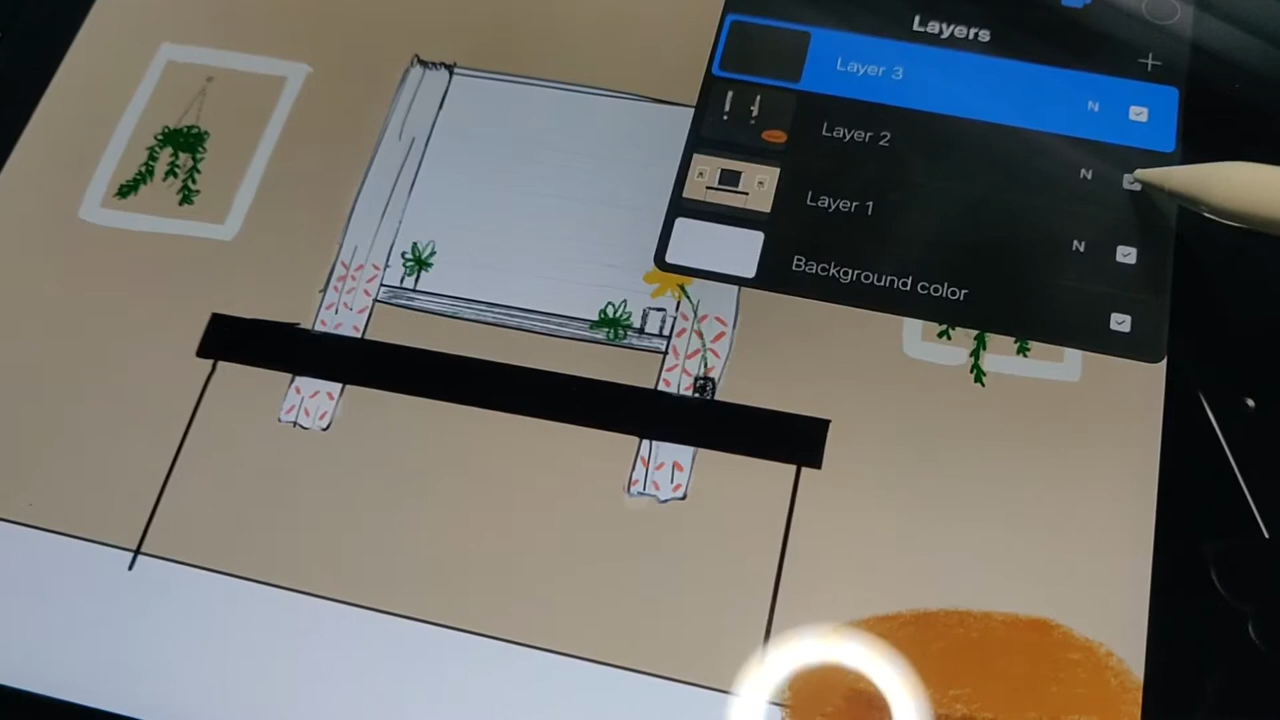 Layers
Layer 3
N
Layer 2
N
Layer 1
N
Background color